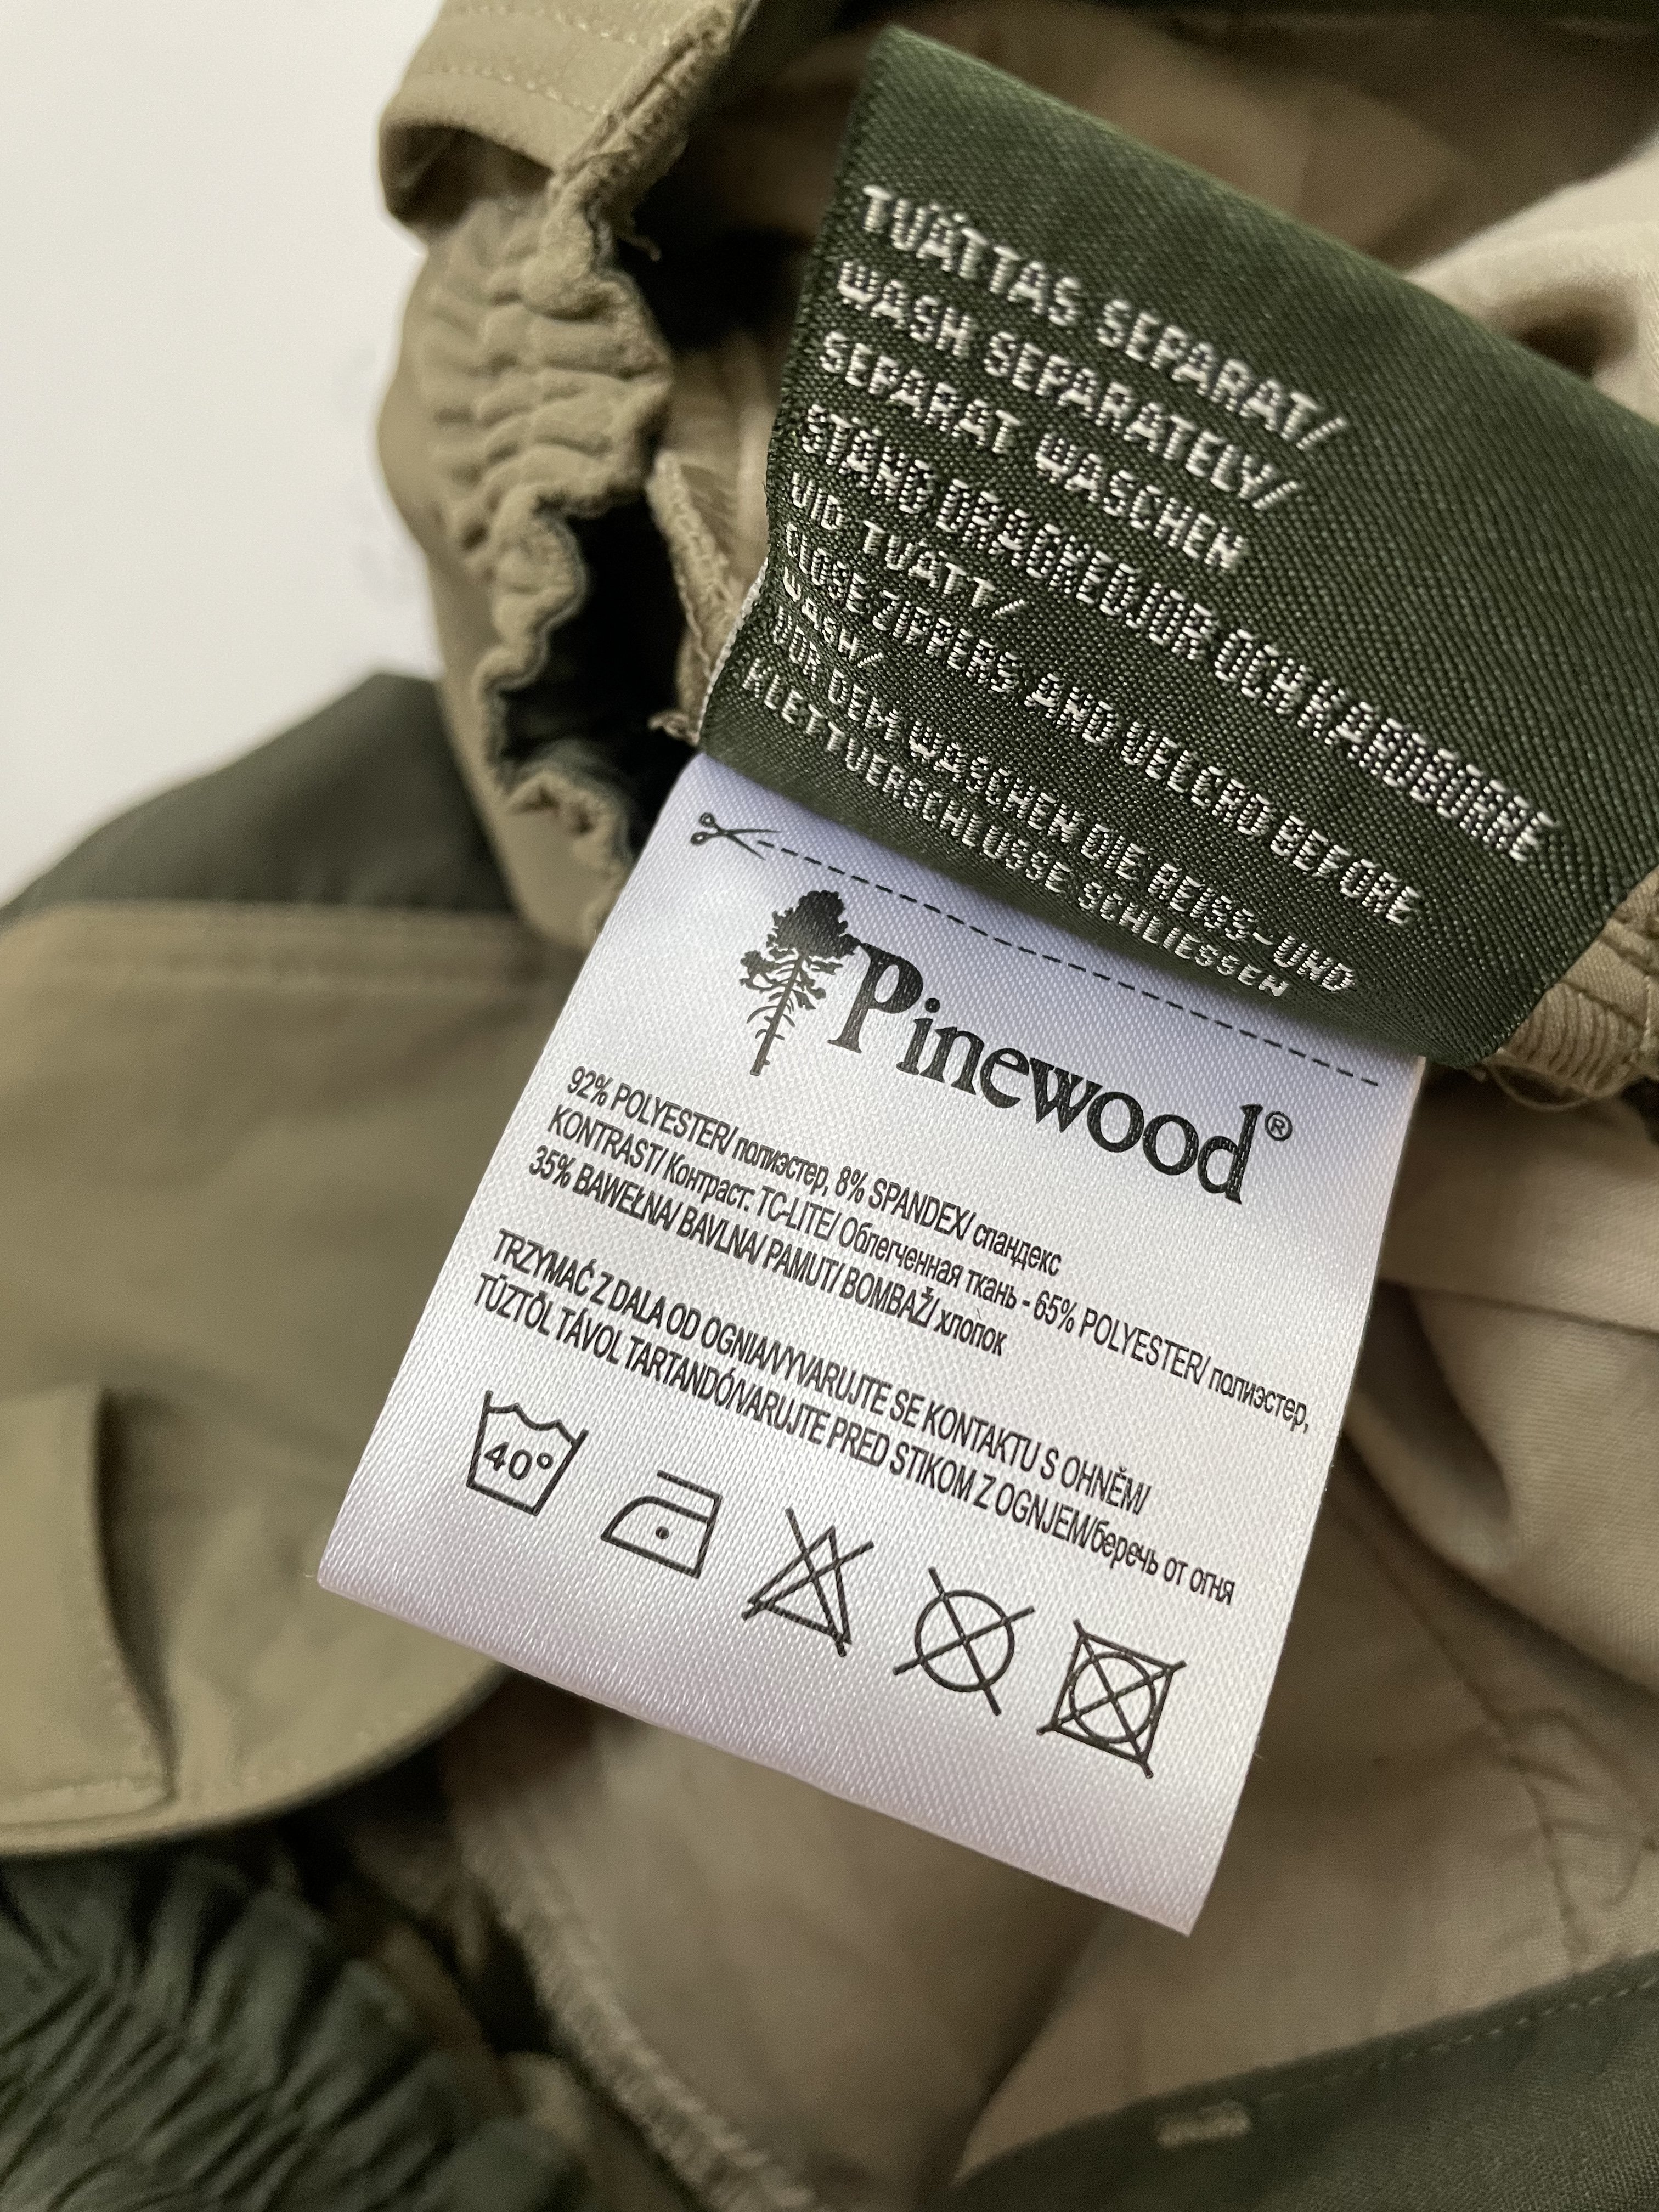 TVÄTTAS SEPARAT/
WASH SEPARATELY/
SEPARAT WASCHEN
STÄNG DRAGKEDJOR OCH KARDBORRE
VID TVÄTT/
CLOSE ZIPPERS AND VELCRO BEFORE
WASH/
VOR DEM WASCHEN DIE REISS-UND
KLETTVERSCHLÜSSE SCHLIESSEN
Pinewood®
92% POLYESTER/ полиэстер, 8% SPANDEX/ спандекс
KONTRAST/ Контраст: TC-LITE/ Облегченная ткань - 65% POLYESTER/ полиэстер,
35% BAWEŁNA/ BAVLNA/ PAMUT/ BOMBAŽ/ хлопок
TRZYMAĆ Z DALA OD OGNIA/VYVARUJTE SE KONTAKTU S OHNĚM/
TÚZTŐL TÁVOL TARTANDÓ/VARUJTE PRED STIKOM Z OGNJEM/беречь от огня
40°